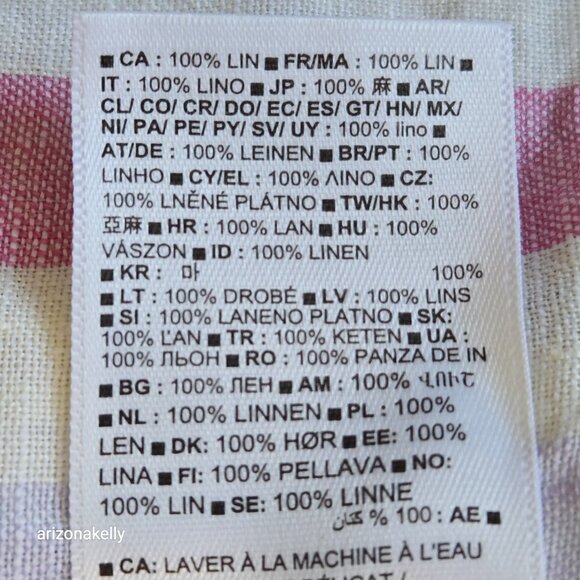 ■ CA : 100% LIN ■ FR/MA : 100% LIN ■
IT : 100% LINO ■ JP : 100% 麻 ■ AR/
CL/ CO/ CR/ DO/ EC/ ES/ GT/ HN/ MX/
NI/ PA/ PE/ PY/ SV/ UY : 100% lino ■
AT/DE : 100% LEINEN ■ BR/PT : 100%
LINHO ■ CY/EL : 100% ΛΙΝΟ ■ CZ:
100% LNĚNÉ PLÁTNO ■ TW/HK : 100%
亞麻 ■ HR : 100% LAN ■ HU : 100%
VÁSZON ■ ID : 100% LINEN
■ KR : 마 100%
■ LT : 100% DROBÉ ■ LV : 100% LINS
■ SI : 100% LANENO PLATNO ■ SK:
100% ĽAN ■ TR : 100% KETEN ■ UA :
100% ЛЬОН ■ RO : 100% PANZA DE IN
■ BG : 100% ЛЕН ■ AM : 100% ՎՈՒՇ
■ NL : 100% LINNEN ■ PL : 100%
LEN ■ DK: 100% HØR ■ EE: 100%
LINA ■ FI: 100% PELLAVA ■ NO:
100% LIN ■ SE: 100% LINNE
■ AE : 100 % كتان
■ CA: LAVER À LA MACHINE À L'EAU
arizonakelly